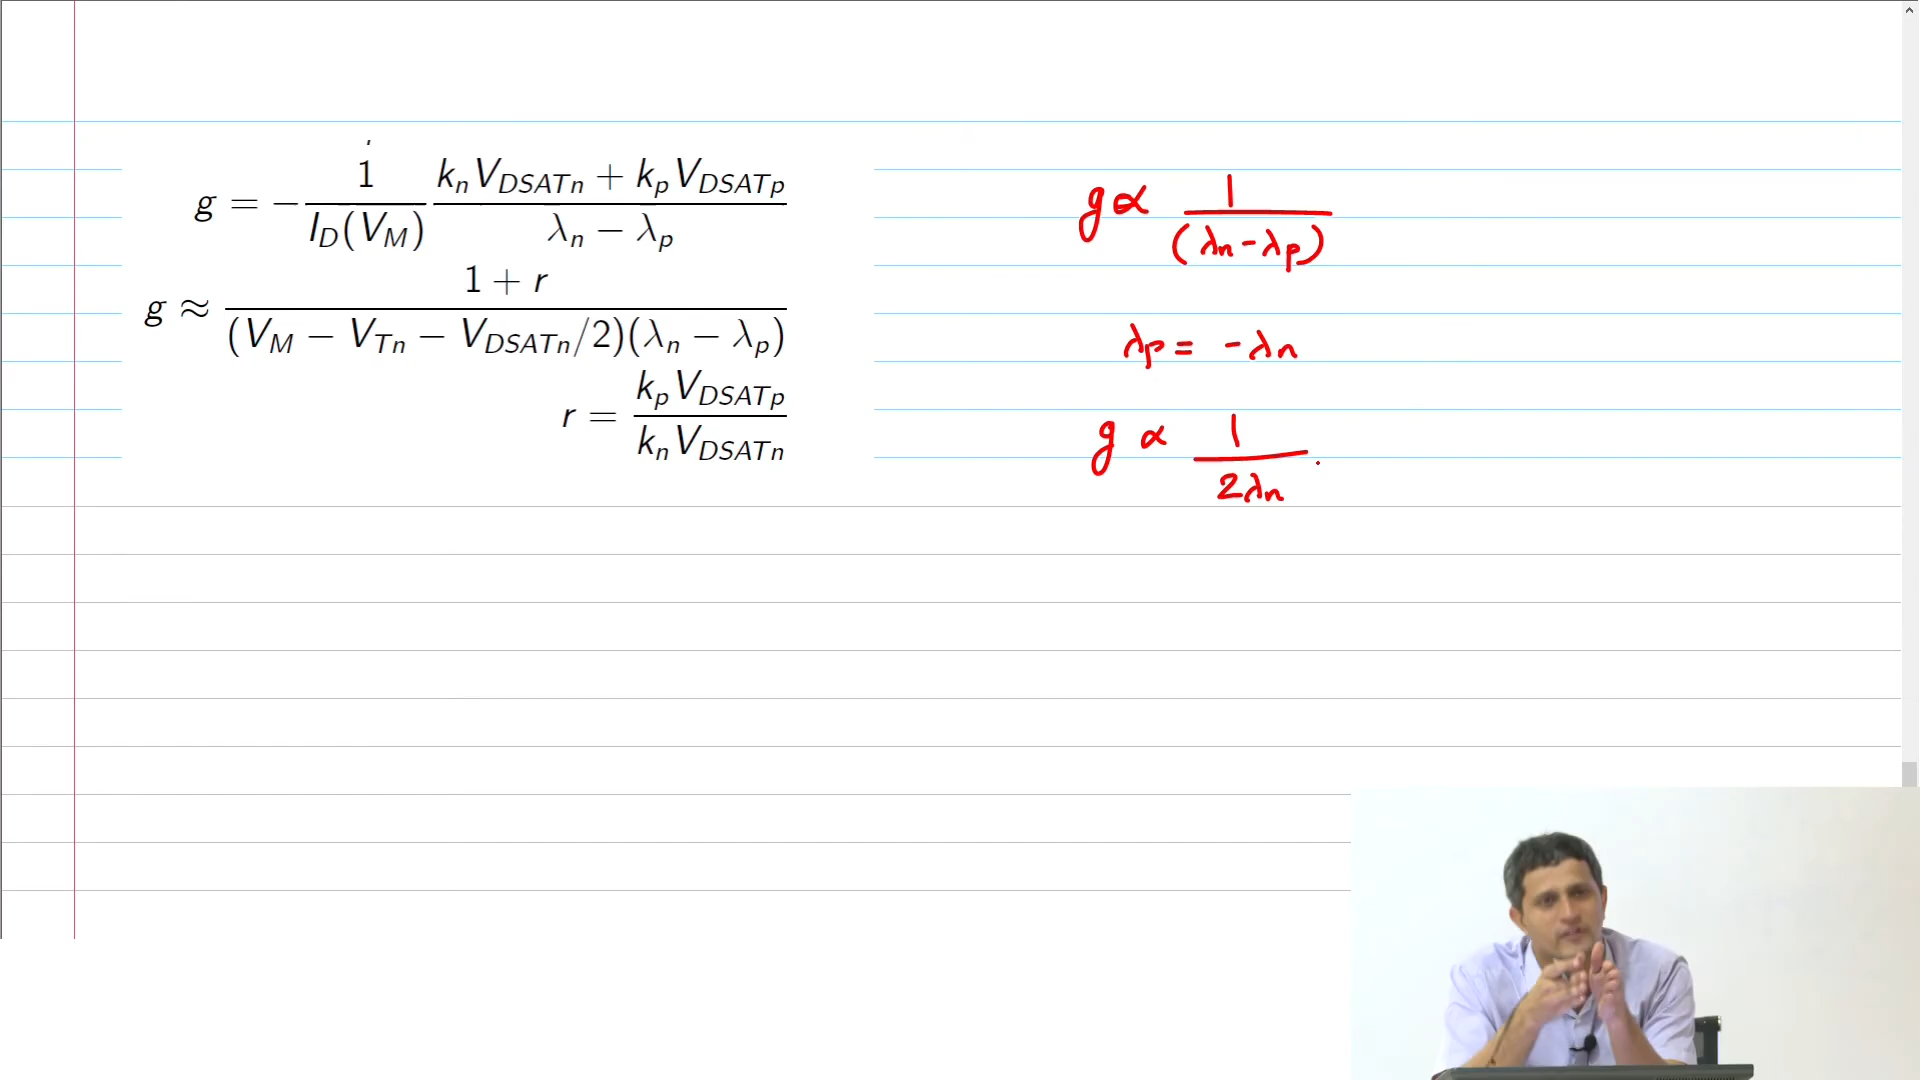 g = − 1 / I_D(V_M) k_n V_DSATn + k_p V_DSATp / λ_n − λ_p
g ≈ 1 + r / (V_M − V_Tn − V_DSATn/2)(λ_n − λ_p)
r = k_p V_DSATp / k_n V_DSATn
g ∝ 1 / (λn − λp)
λp = −λn
g ∝ 1 / 2λn